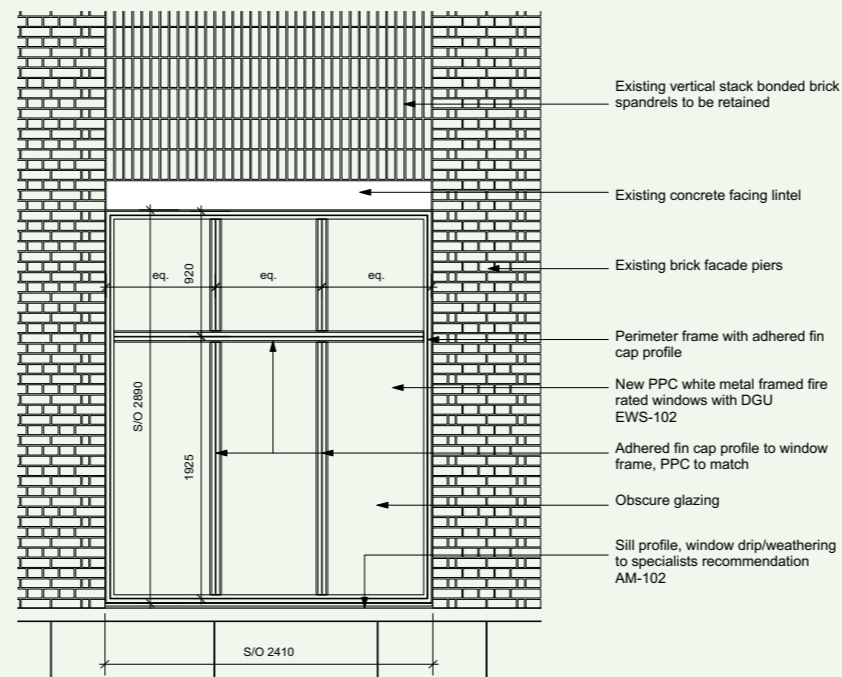 Existing vertical stack bonded brick
spandrels to be retained
Existing concrete facing lintel
Existing brick facade piers
eq.
920
eq.
eq.
Perimeter frame with adhered fin
cap profile
New PPC white metal framed fire
rated windows with DGU
EWS-102
S/O 2890
1925
Adhered fin cap profile to window
frame, PPC to match
Obscure glazing
Sill profile, window drip/weathering
to specialists recommendation
AM-102
S/O 2410